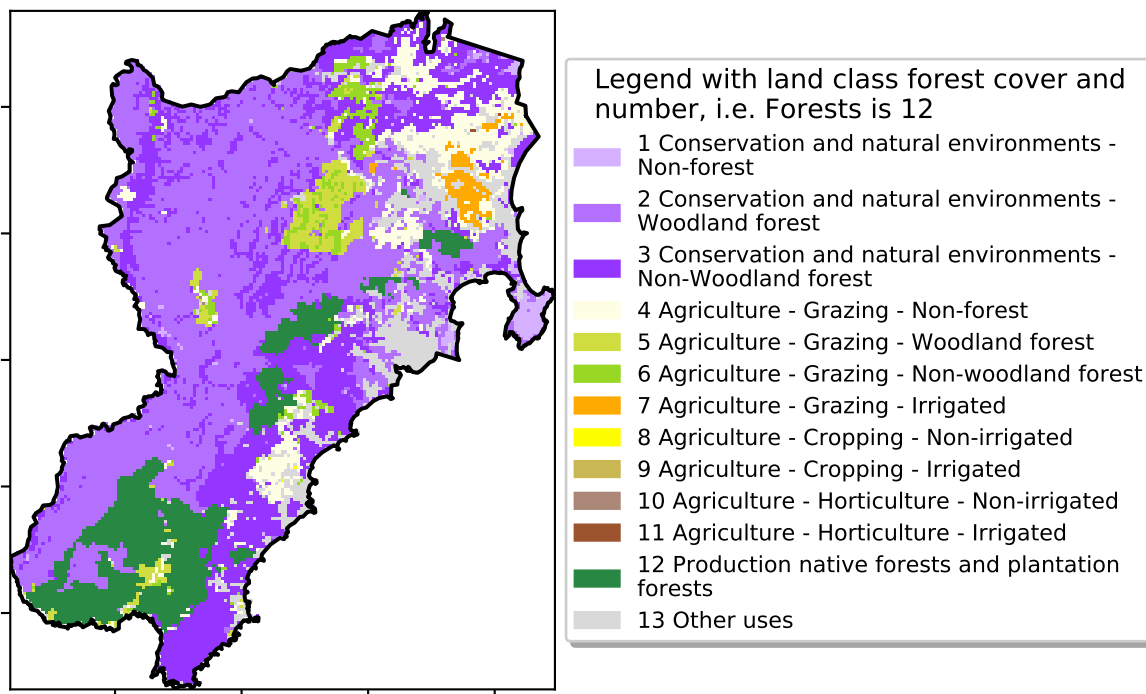 Legend with land class forest cover and
number, i.e. Forests is 12
1 Conservation and natural environments -
Non-forest
2 Conservation and natural environments -
Woodland forest
3 Conservation and natural environments -
Non-Woodland forest
4 Agriculture - Grazing - Non-forest
5 Agriculture - Grazing - Woodland forest
6 Agriculture - Grazing - Non-woodland forest
7 Agriculture - Grazing - Irrigated
8 Agriculture - Cropping - Non-irrigated
9 Agriculture - Cropping - Irrigated
10 Agriculture - Horticulture - Non-irrigated
11 Agriculture - Horticulture - Irrigated
12 Production native forests and plantation
forests
13 Other uses